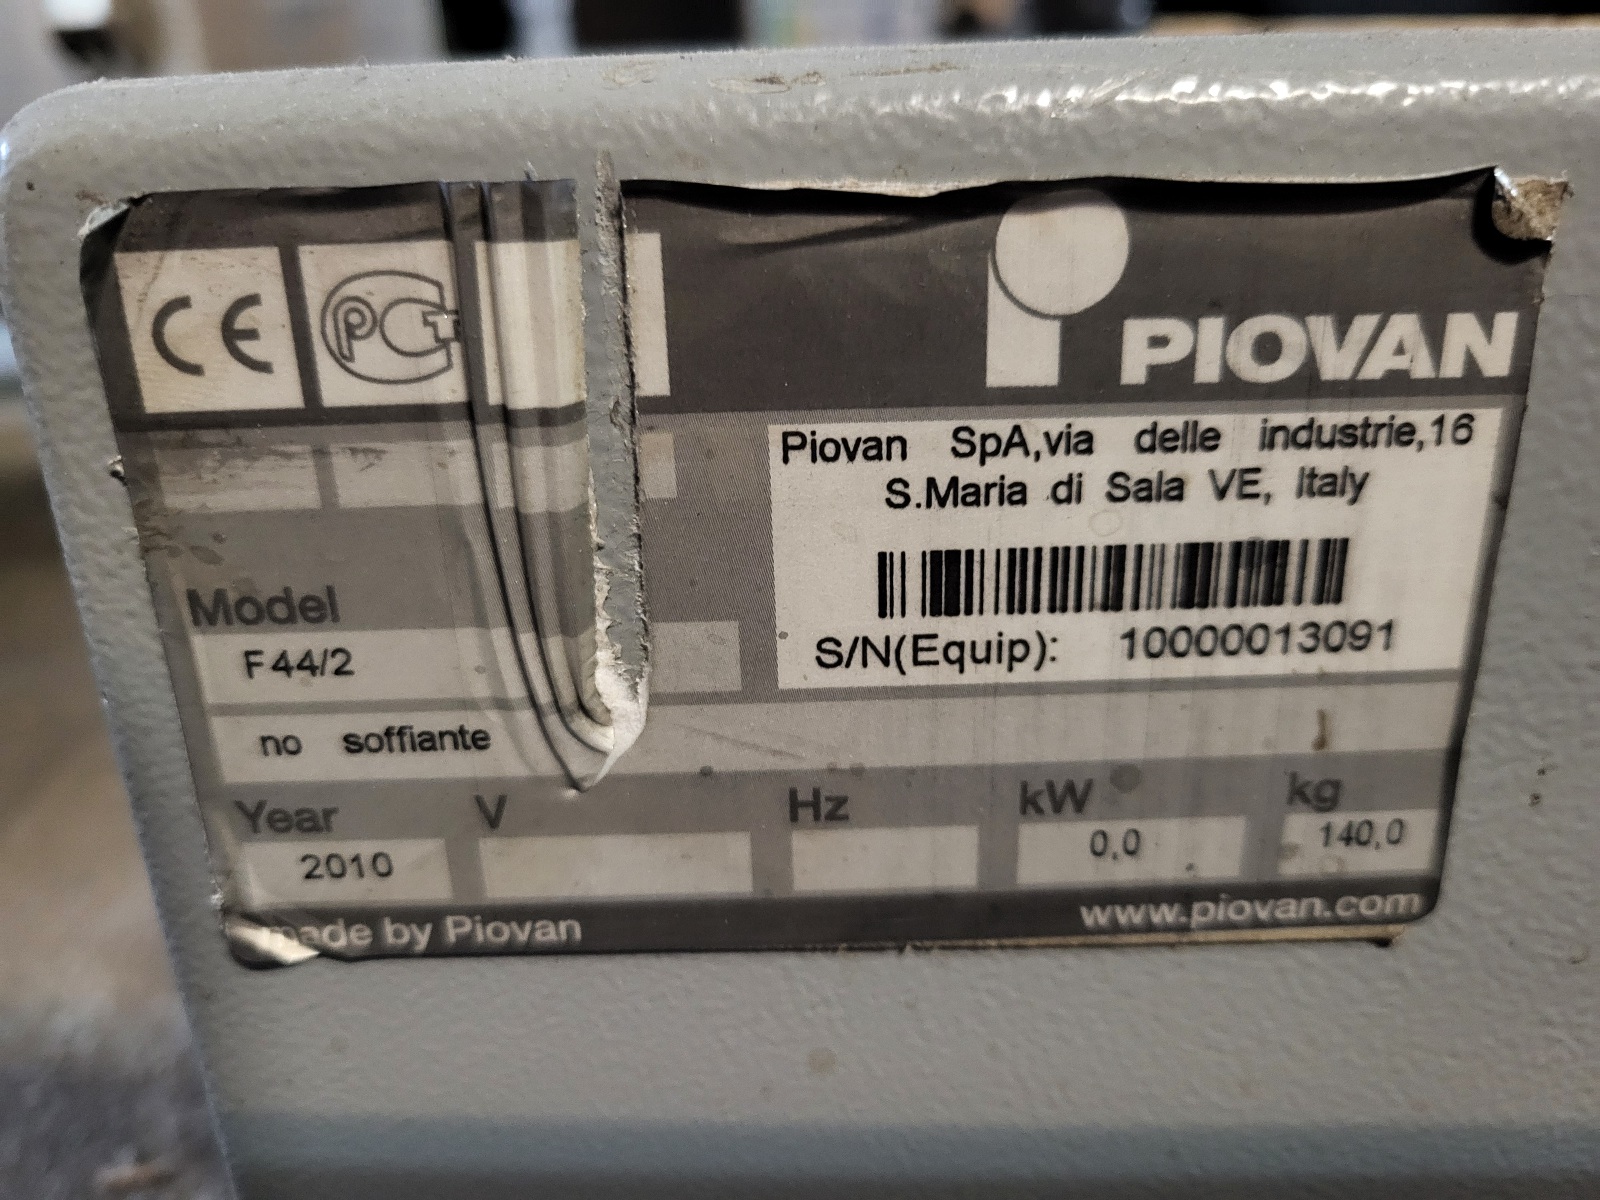 CE
PCT
PIOVAN
Piovan SpA,via delle industrie,16
S.Maria di Sala VE, Italy
S/N(Equip): 10000013091
Model
F44/2
no soffiante
Year V Hz kW kg
2010 0,0 140,0
made by Piovan www.piovan.com